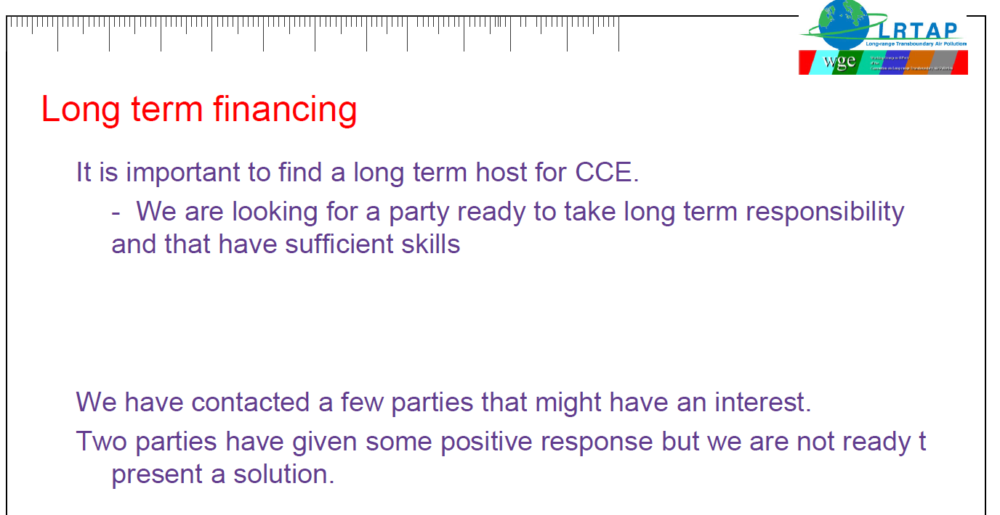 LRTAP
Long-range Transboundary Air Pollution
wge
Long term financing
It is important to find a long term host for CCE.
- We are looking for a party ready to take long term responsibility
and that have sufficient skills
We have contacted a few parties that might have an interest.
Two parties have given some positive response but we are not ready t
present a solution.